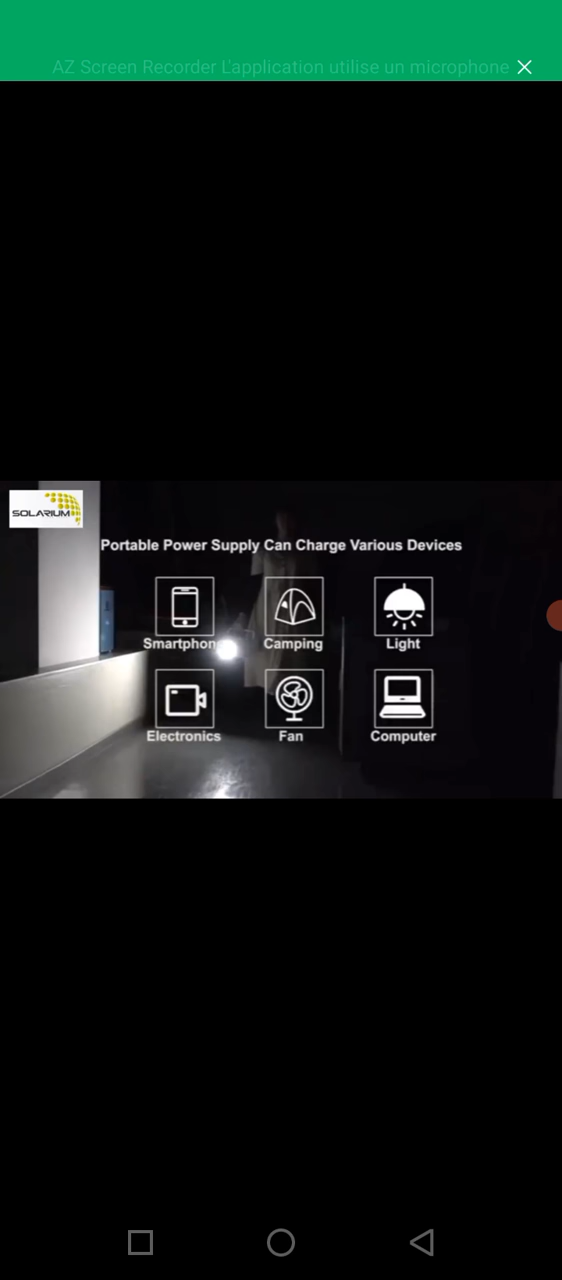 AZ Screen Recorder L'application utilise un microphone
SOLARIUM
Portable Power Supply Can Charge Various Devices
Smartphon
Camping
Light
Electronics
Fan
Computer